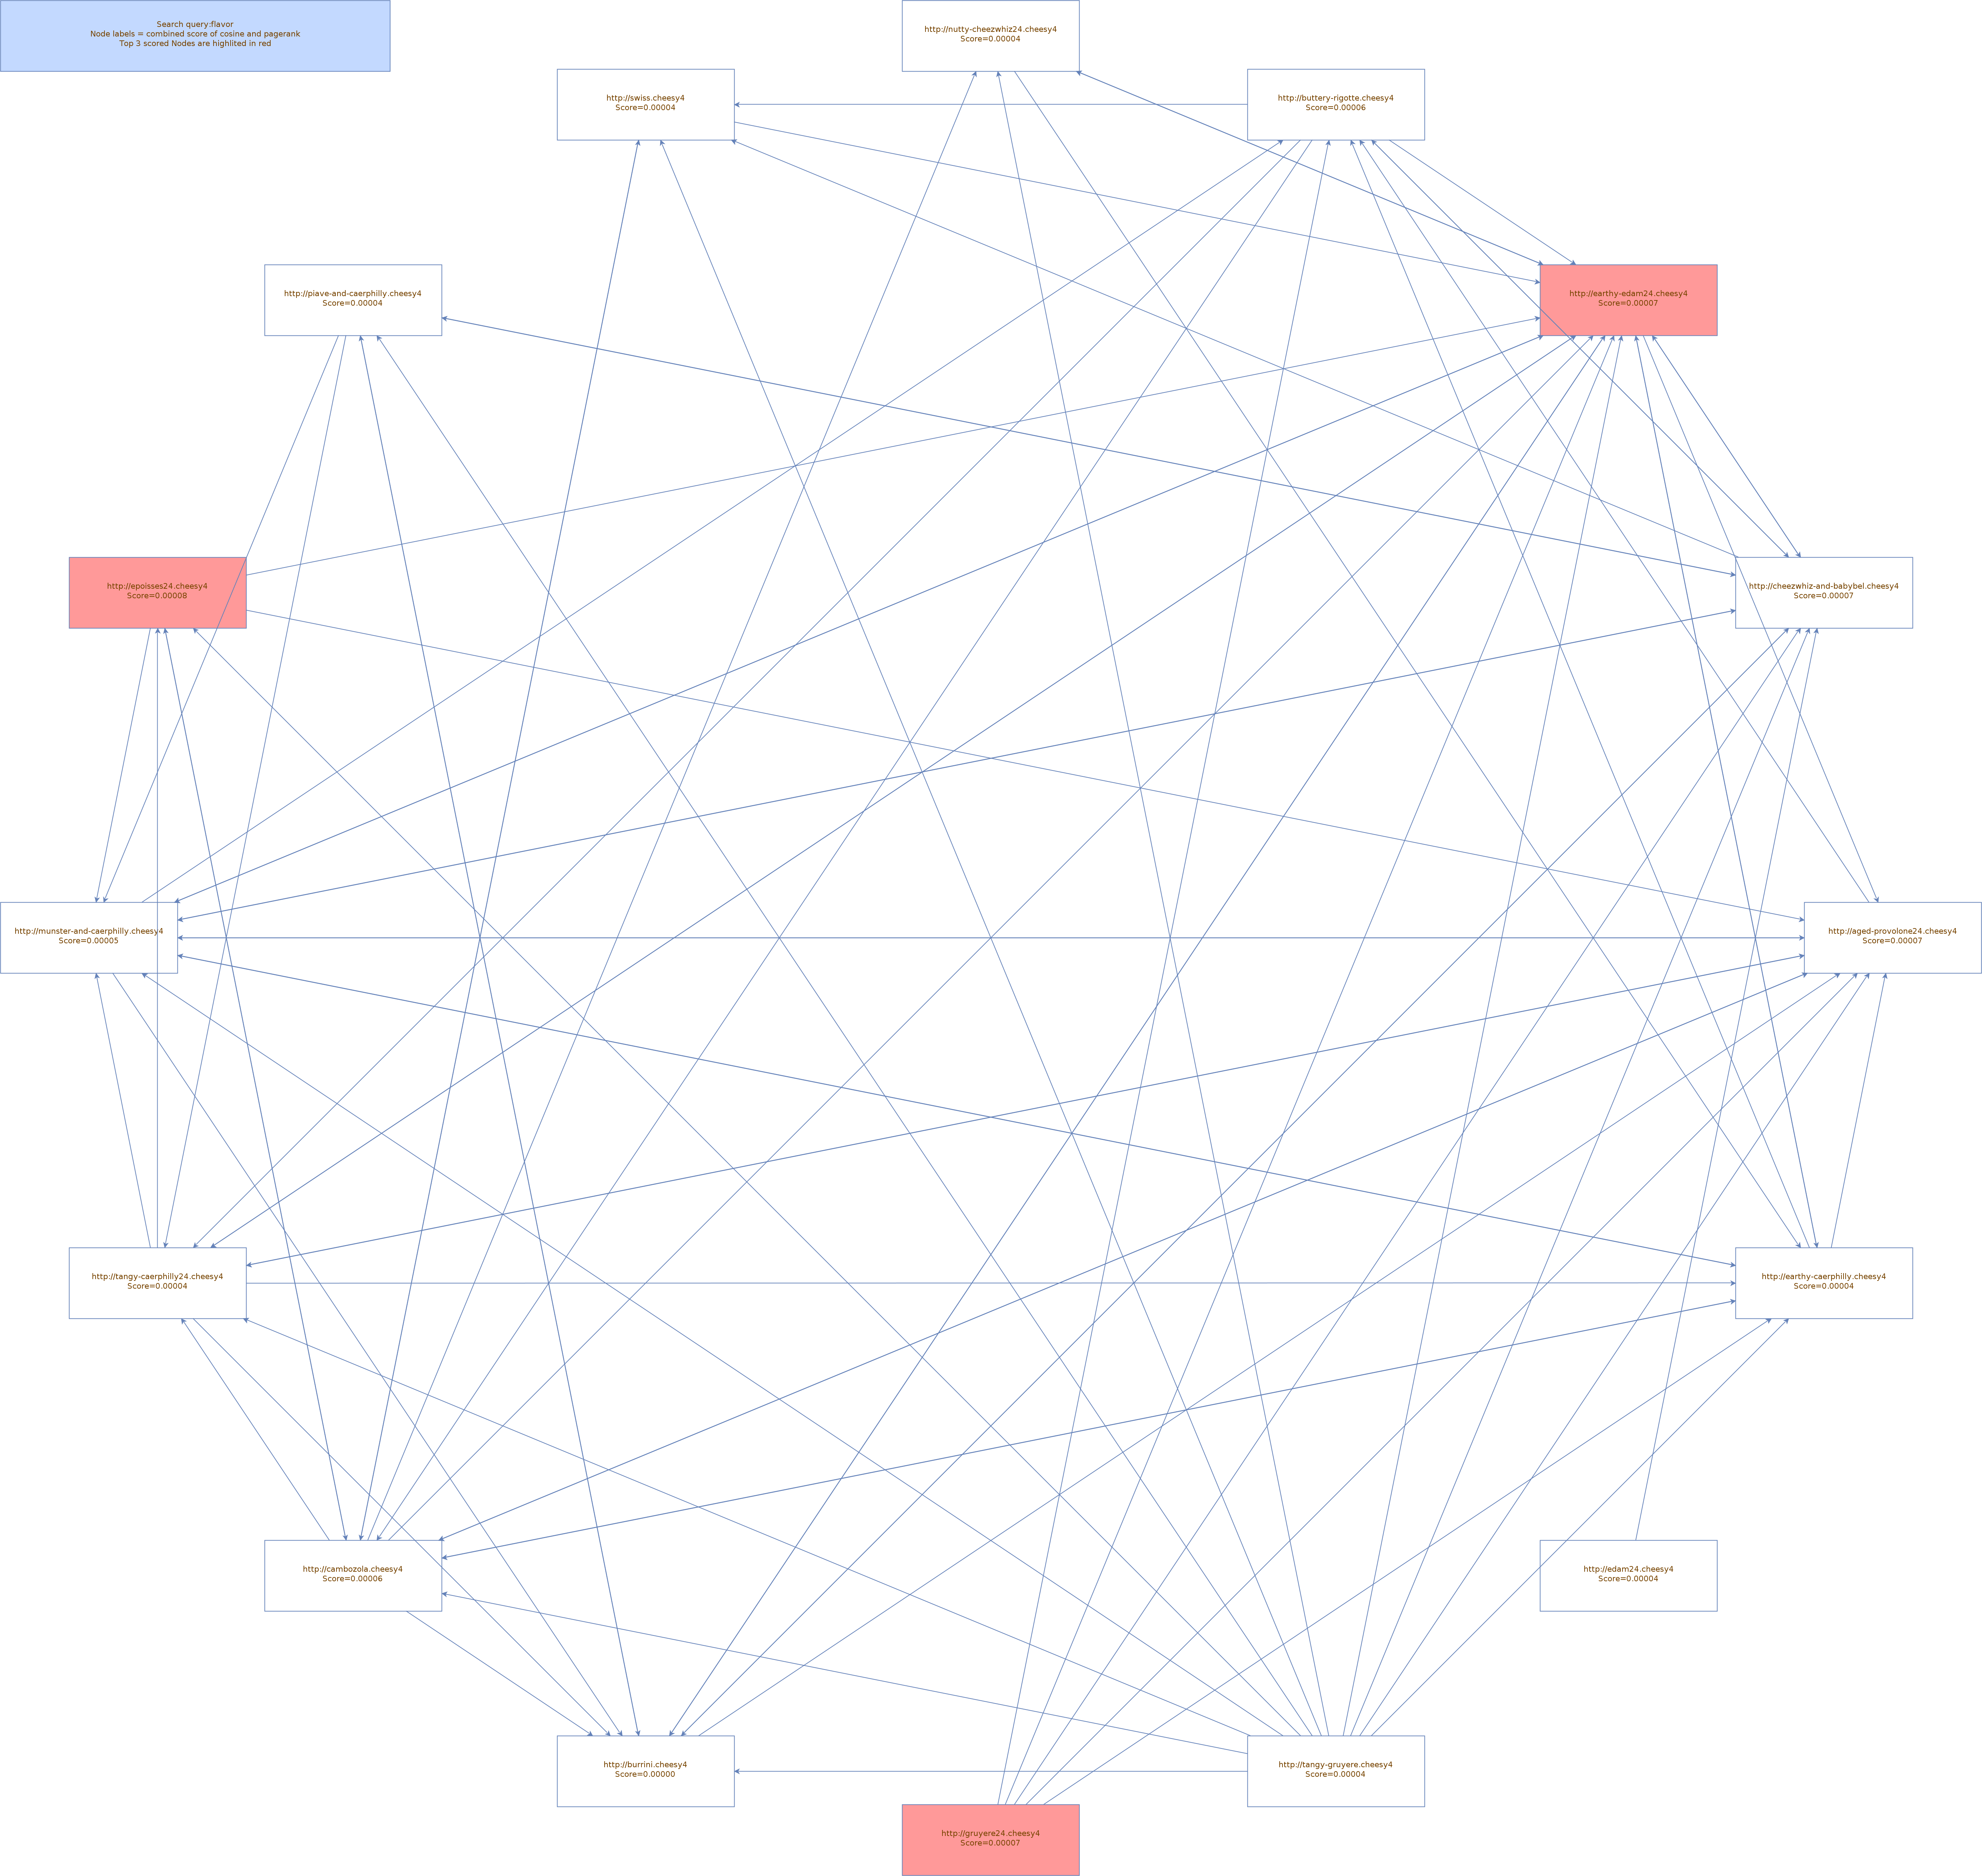 Search query:flavor
Node labels = combined score of cosine and pagerank
Top 3 scored Nodes are highlited in red
http://nutty-cheezwhiz24.cheesy4
Score=0.00004
http://swiss.cheesy4
Score=0.00004
http://buttery-rigotte.cheesy4
Score=0.00006
http://piave-and-caerphilly.cheesy4
Score=0.00004
http://earthy-edam24.cheesy4
Score=0.00007
http://epoisses24.cheesy4
Score=0.00008
http://cheezwhiz-and-babybel.cheesy4
Score=0.00007
http://munster-and-caerphilly.cheesy4
Score=0.00005
http://aged-provolone24.cheesy4
Score=0.00007
http://tangy-caerphilly24.cheesy4
Score=0.00004
http://earthy-caerphilly.cheesy4
Score=0.00004
http://cambozola.cheesy4
Score=0.00006
http://edam24.cheesy4
Score=0.00004
http://burrini.cheesy4
Score=0.00000
http://tangy-gruyere.cheesy4
Score=0.00004
http://gruyere24.cheesy4
Score=0.00007